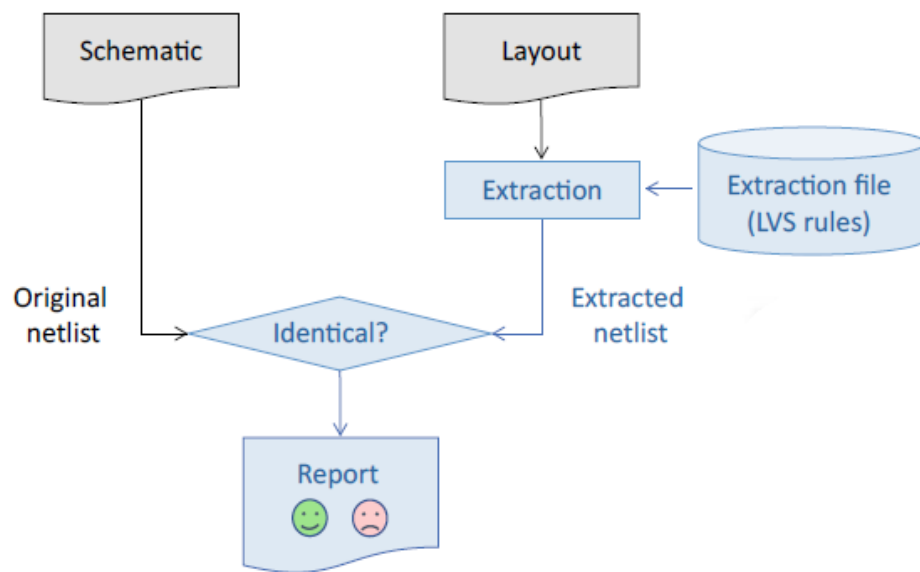 Schematic
Layout
Extraction
Extraction file
(LVS rules)
Original
netlist
Identical?
Extracted
netlist
Report